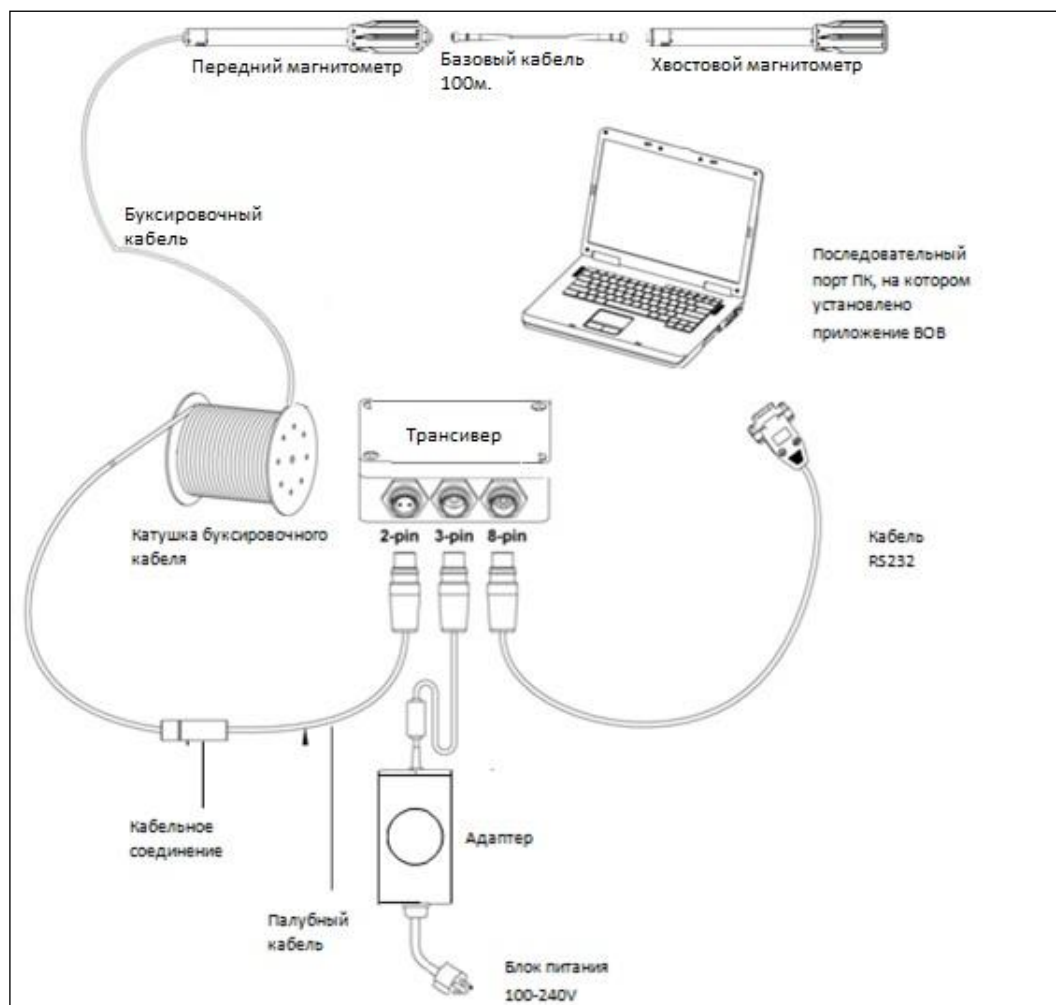 Передний магнитометр
Базовый кабель
100м.
Хвостовой магнитометр
Буксировочный
кабель
Последовательный
порт ПК, на котором
установлено
приложение BOB
Трансивер
2-pin 3-pin 8-pin
Катушка буксировочного
кабеля
Кабель
RS232
Кабельное
соединение
Адаптер
Палубный
кабель
Блок питания
100-240V